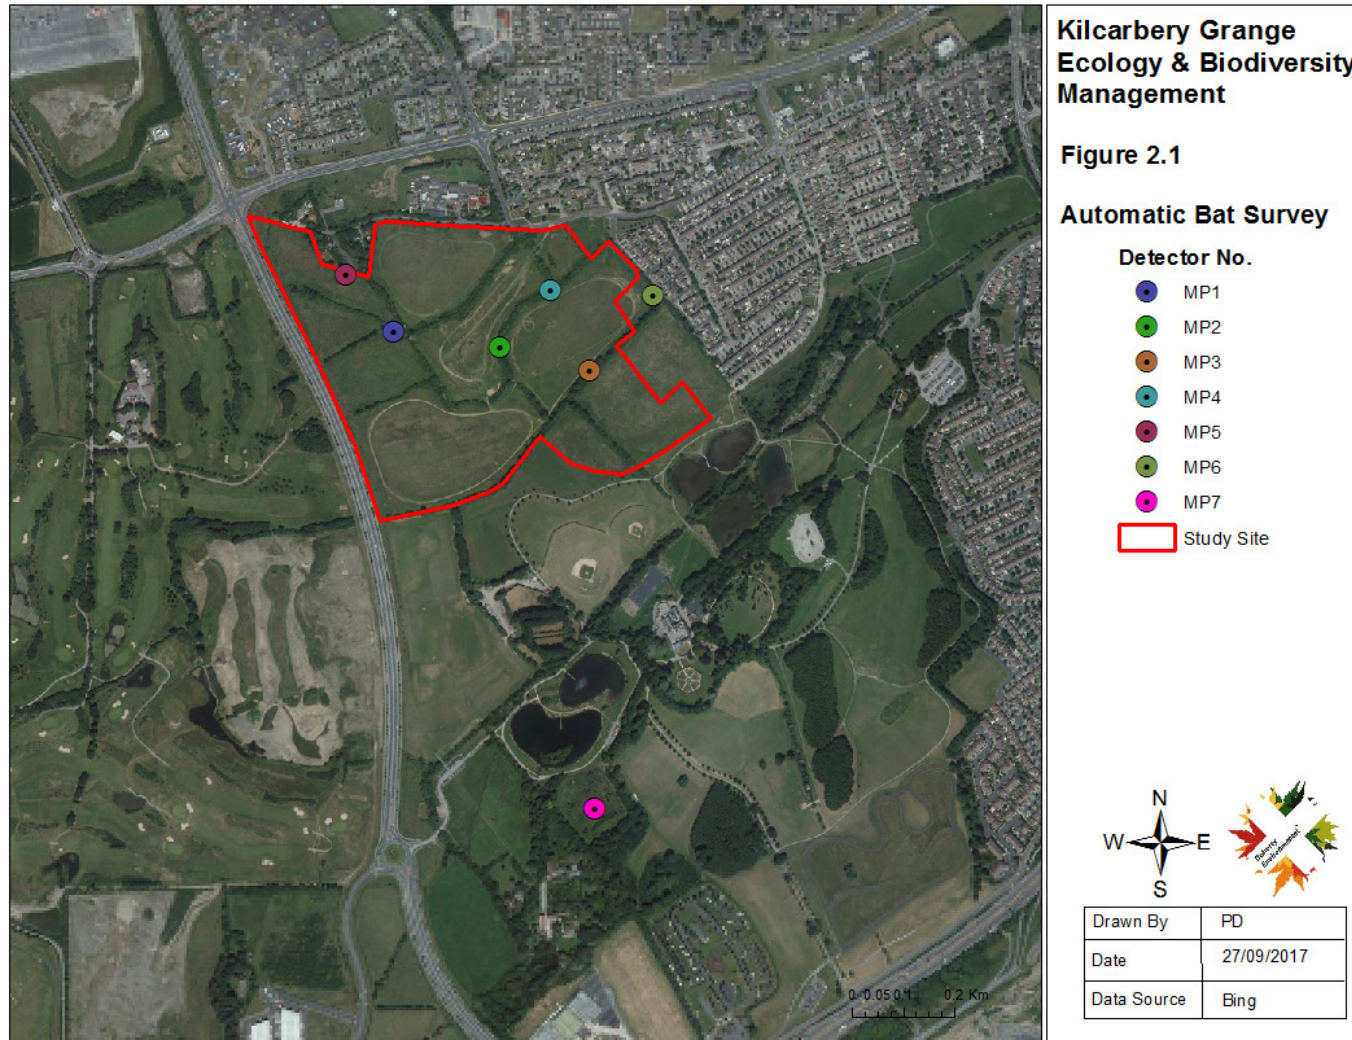 Kilcarbery Grange
Ecology & Biodiversity
Management
Figure 2.1
Automatic Bat Survey
Detector No.
MP1
MP2
MP3
MP4
MP5
MP6
MP7
Study Site
N
W E
S
Doherty
Environmental
Drawn By PD
Date 27/09/2017
Data Source Bing
0 0.05 0.1 0.2 Km